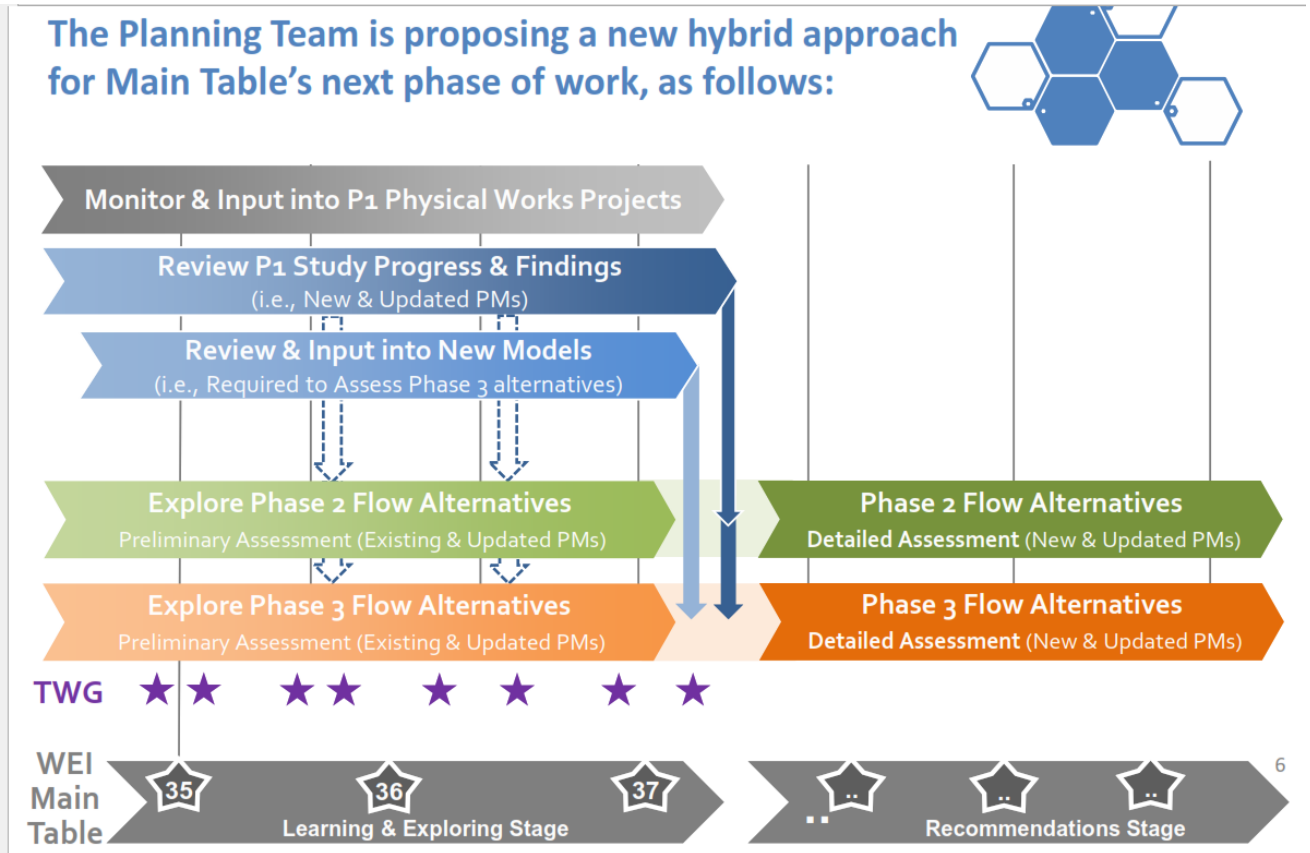 The Planning Team is proposing a new hybrid approach
for Main Table's next phase of work, as follows:
Monitor & Input into P1 Physical Works Projects
Review P1 Study Progress & Findings
(i.e., New & Updated PMs)
Review & Input into New Models
(i.e., Required to Assess Phase 3 alternatives)
Explore Phase 2 Flow Alternatives
Preliminary Assessment (Existing & Updated PMs)
Phase 2 Flow Alternatives
Detailed Assessment (New & Updated PMs)
Explore Phase 3 Flow Alternatives
Preliminary Assessment (Existing & Updated PMs)
Phase 3 Flow Alternatives
Detailed Assessment (New & Updated PMs)
TWG
WEI
Main
Table
35
36
37
Learning & Exploring Stage
..
..
..
..
Recommendations Stage
6